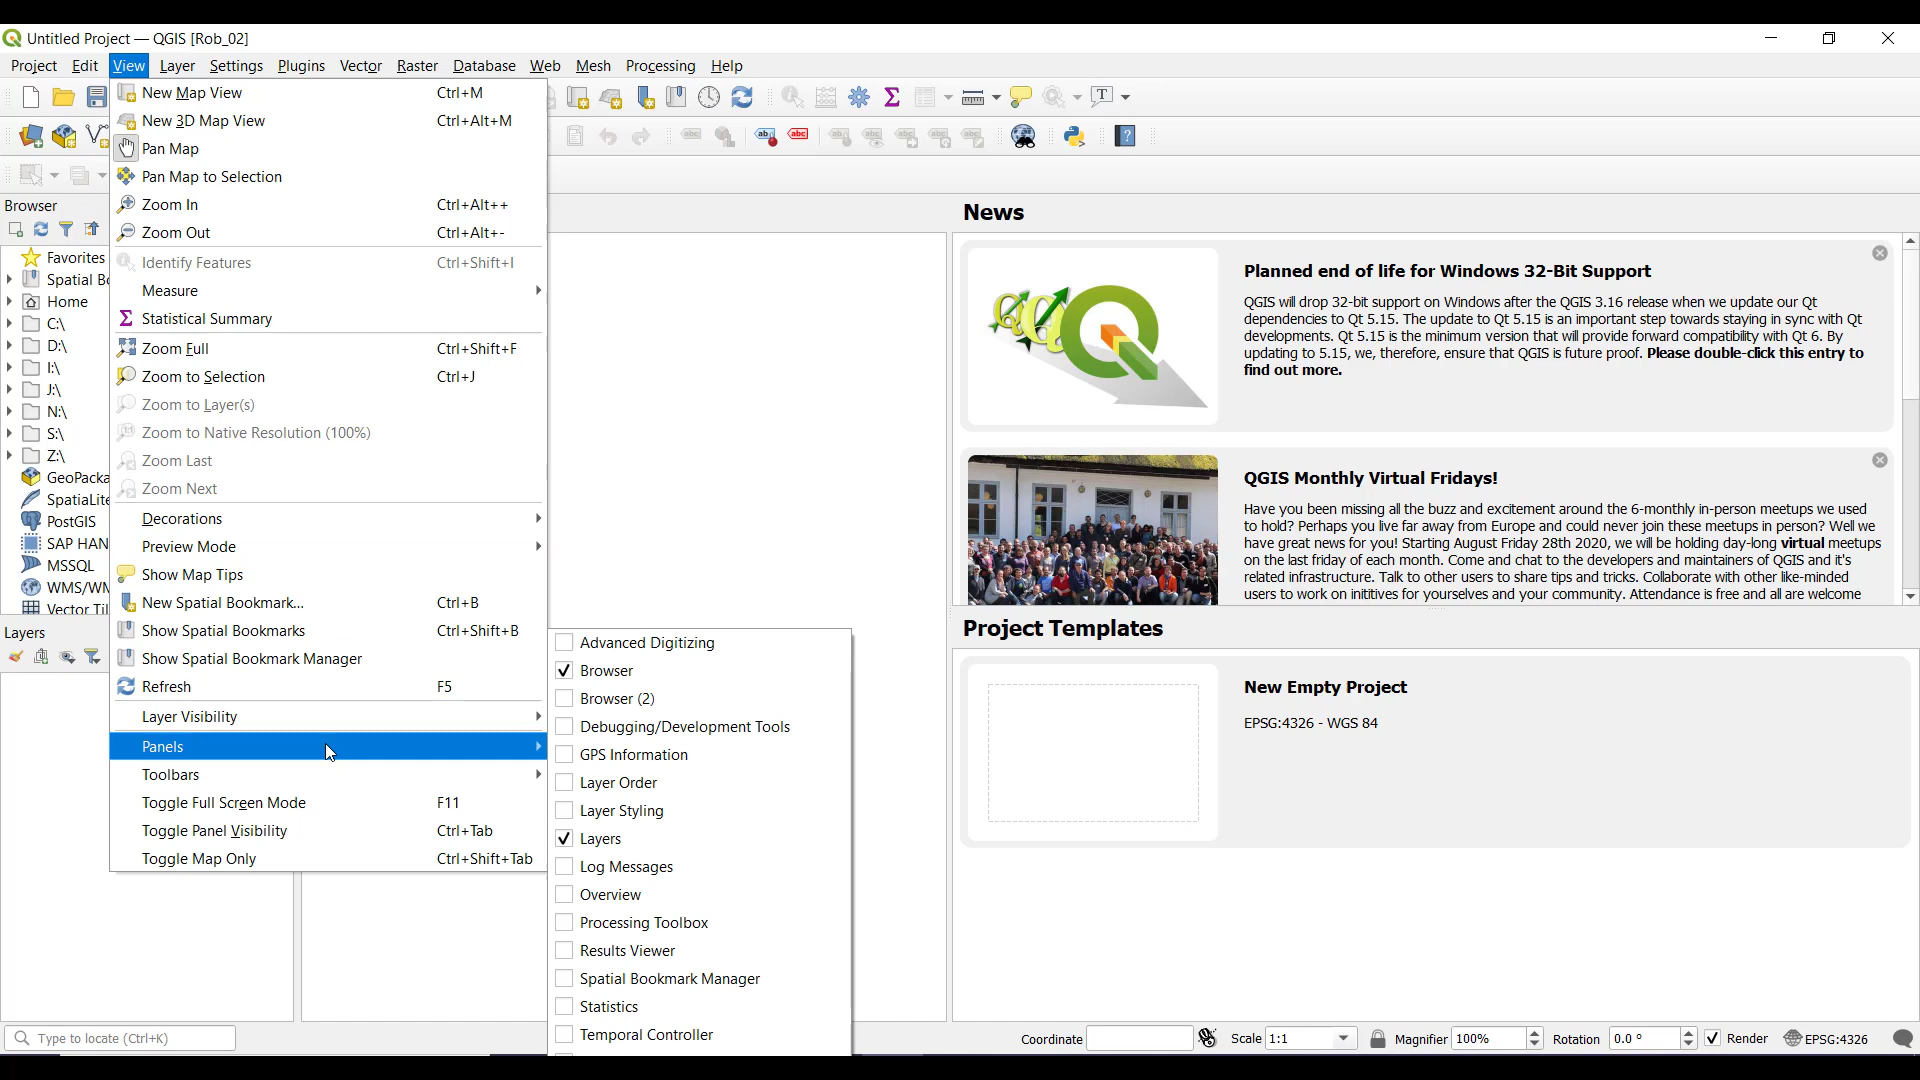 Untitled Project — QGIS [Rob_02]
Project Edit View Layer Settings Plugins Vector Raster Database Web Mesh Processing Help
New Map View Ctrl+M
New 3D Map View Ctrl+Alt+M
Pan Map
Pan Map to Selection
Zoom In Ctrl+Alt++
Zoom Out Ctrl+Alt+-
Identify Features Ctrl+Shift+I
Measure
Statistical Summary
Zoom Full Ctrl+Shift+F
Zoom to Selection Ctrl+J
Zoom to Layer(s)
Zoom to Native Resolution (100%)
Zoom Last
Zoom Next
Decorations
Preview Mode
Show Map Tips
New Spatial Bookmark... Ctrl+B
Show Spatial Bookmarks Ctrl+Shift+B
Show Spatial Bookmark Manager
Refresh F5
Layer Visibility
Panels
Toolbars
Toggle Full Screen Mode F11
Toggle Panel Visibility Ctrl+Tab
Toggle Map Only Ctrl+Shift+Tab
Browser
Favorites
Spatial Bo
Home
C:\
D:\
I:\
J:\
N:\
S:\
Z:\
GeoPacka
SpatiaLite
PostGIS
SAP HAN
MSSQL
WMS/WM
Vector Til
Layers
Advanced Digitizing
Browser
Browser (2)
Debugging/Development Tools
GPS Information
Layer Order
Layer Styling
Layers
Log Messages
Overview
Processing Toolbox
Results Viewer
Spatial Bookmark Manager
Statistics
Temporal Controller
abc
abc
abc
T
?
News
Planned end of life for Windows 32-Bit Support
QGIS will drop 32-bit support on Windows after the QGIS 3.16 release when we update our Qt
dependencies to Qt 5.15. The update to Qt 5.15 is an important step towards staying in sync with Qt
developments. Qt 5.15 is the minimum version that will provide forward compatibility with Qt 6. By
updating to 5.15, we, therefore, ensure that QGIS is future proof. Please double-click this entry to
find out more.
QGIS Monthly Virtual Fridays!
Have you been missing all the buzz and excitement around the 6-monthly in-person meetups we used
to hold? Perhaps you live far away from Europe and could never join these meetups in person? Well we
have great news for you! Starting August Friday 28th 2020, we will be holding day-long virtual meetups
on the last friday of each month. Come and chat to the developers and maintainers of QGIS and it's
related infrastructure. Talk to other users to share tips and tricks. Collaborate with other like-minded
users to work on inititives for yourselves and your community. Attendance is free and all are welcome
Project Templates
New Empty Project
EPSG:4326 - WGS 84
Type to locate (Ctrl+K)
Coordinate
Scale 1:1
Magnifier 100%
Rotation 0.0 °
Render
EPSG:4326